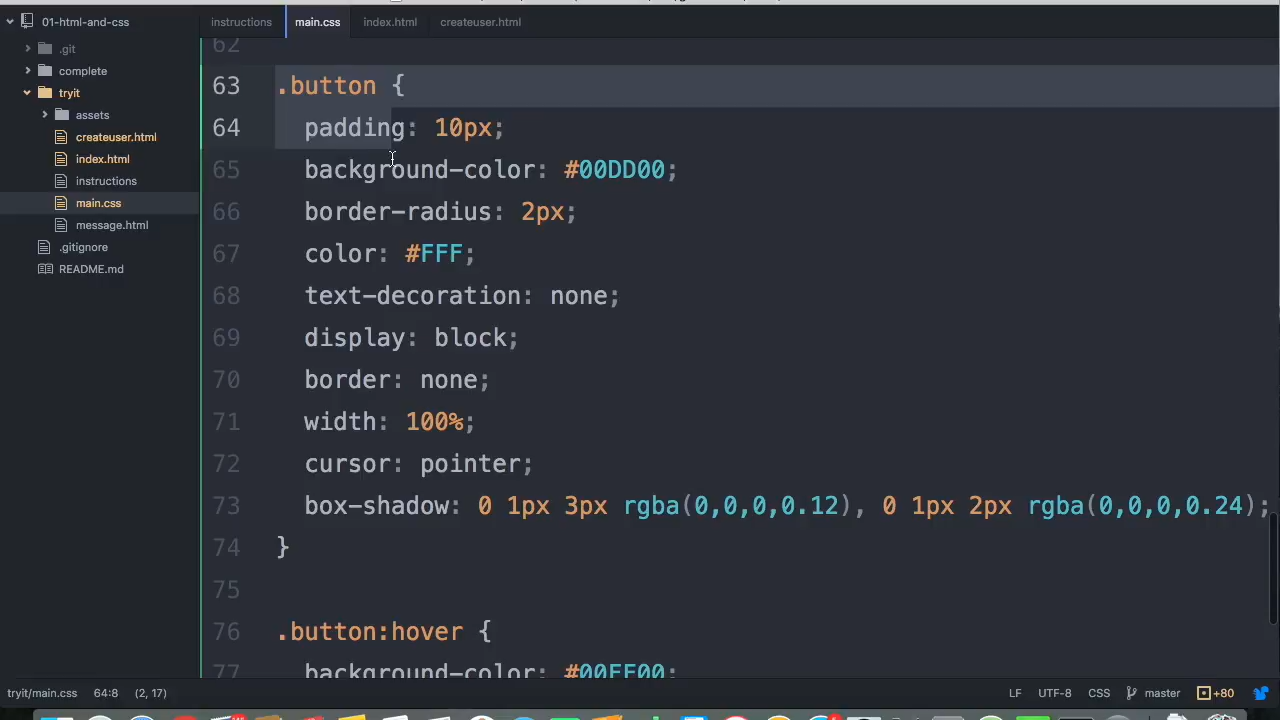 01-html-and-css
.git
complete
tryit
assets
createuser.html
index.html
instructions
main.css
message.html
.gitignore
README.md
instructions
main.css
index.html
createuser.html
62
63 .button {
64 padding: 10px;
65 background-color: #00DD00;
66 border-radius: 2px;
67 color: #FFF;
68 text-decoration: none;
69 display: block;
70 border: none;
71 width: 100%;
72 cursor: pointer;
73 box-shadow: 0 1px 3px rgba(0,0,0,0.12), 0 1px 2px rgba(0,0,0,0.24);
74 }
75
76 .button:hover {
77 background-color: #00FF00;
tryit/main.css 64:8 (2, 17) LF UTF-8 CSS master +80